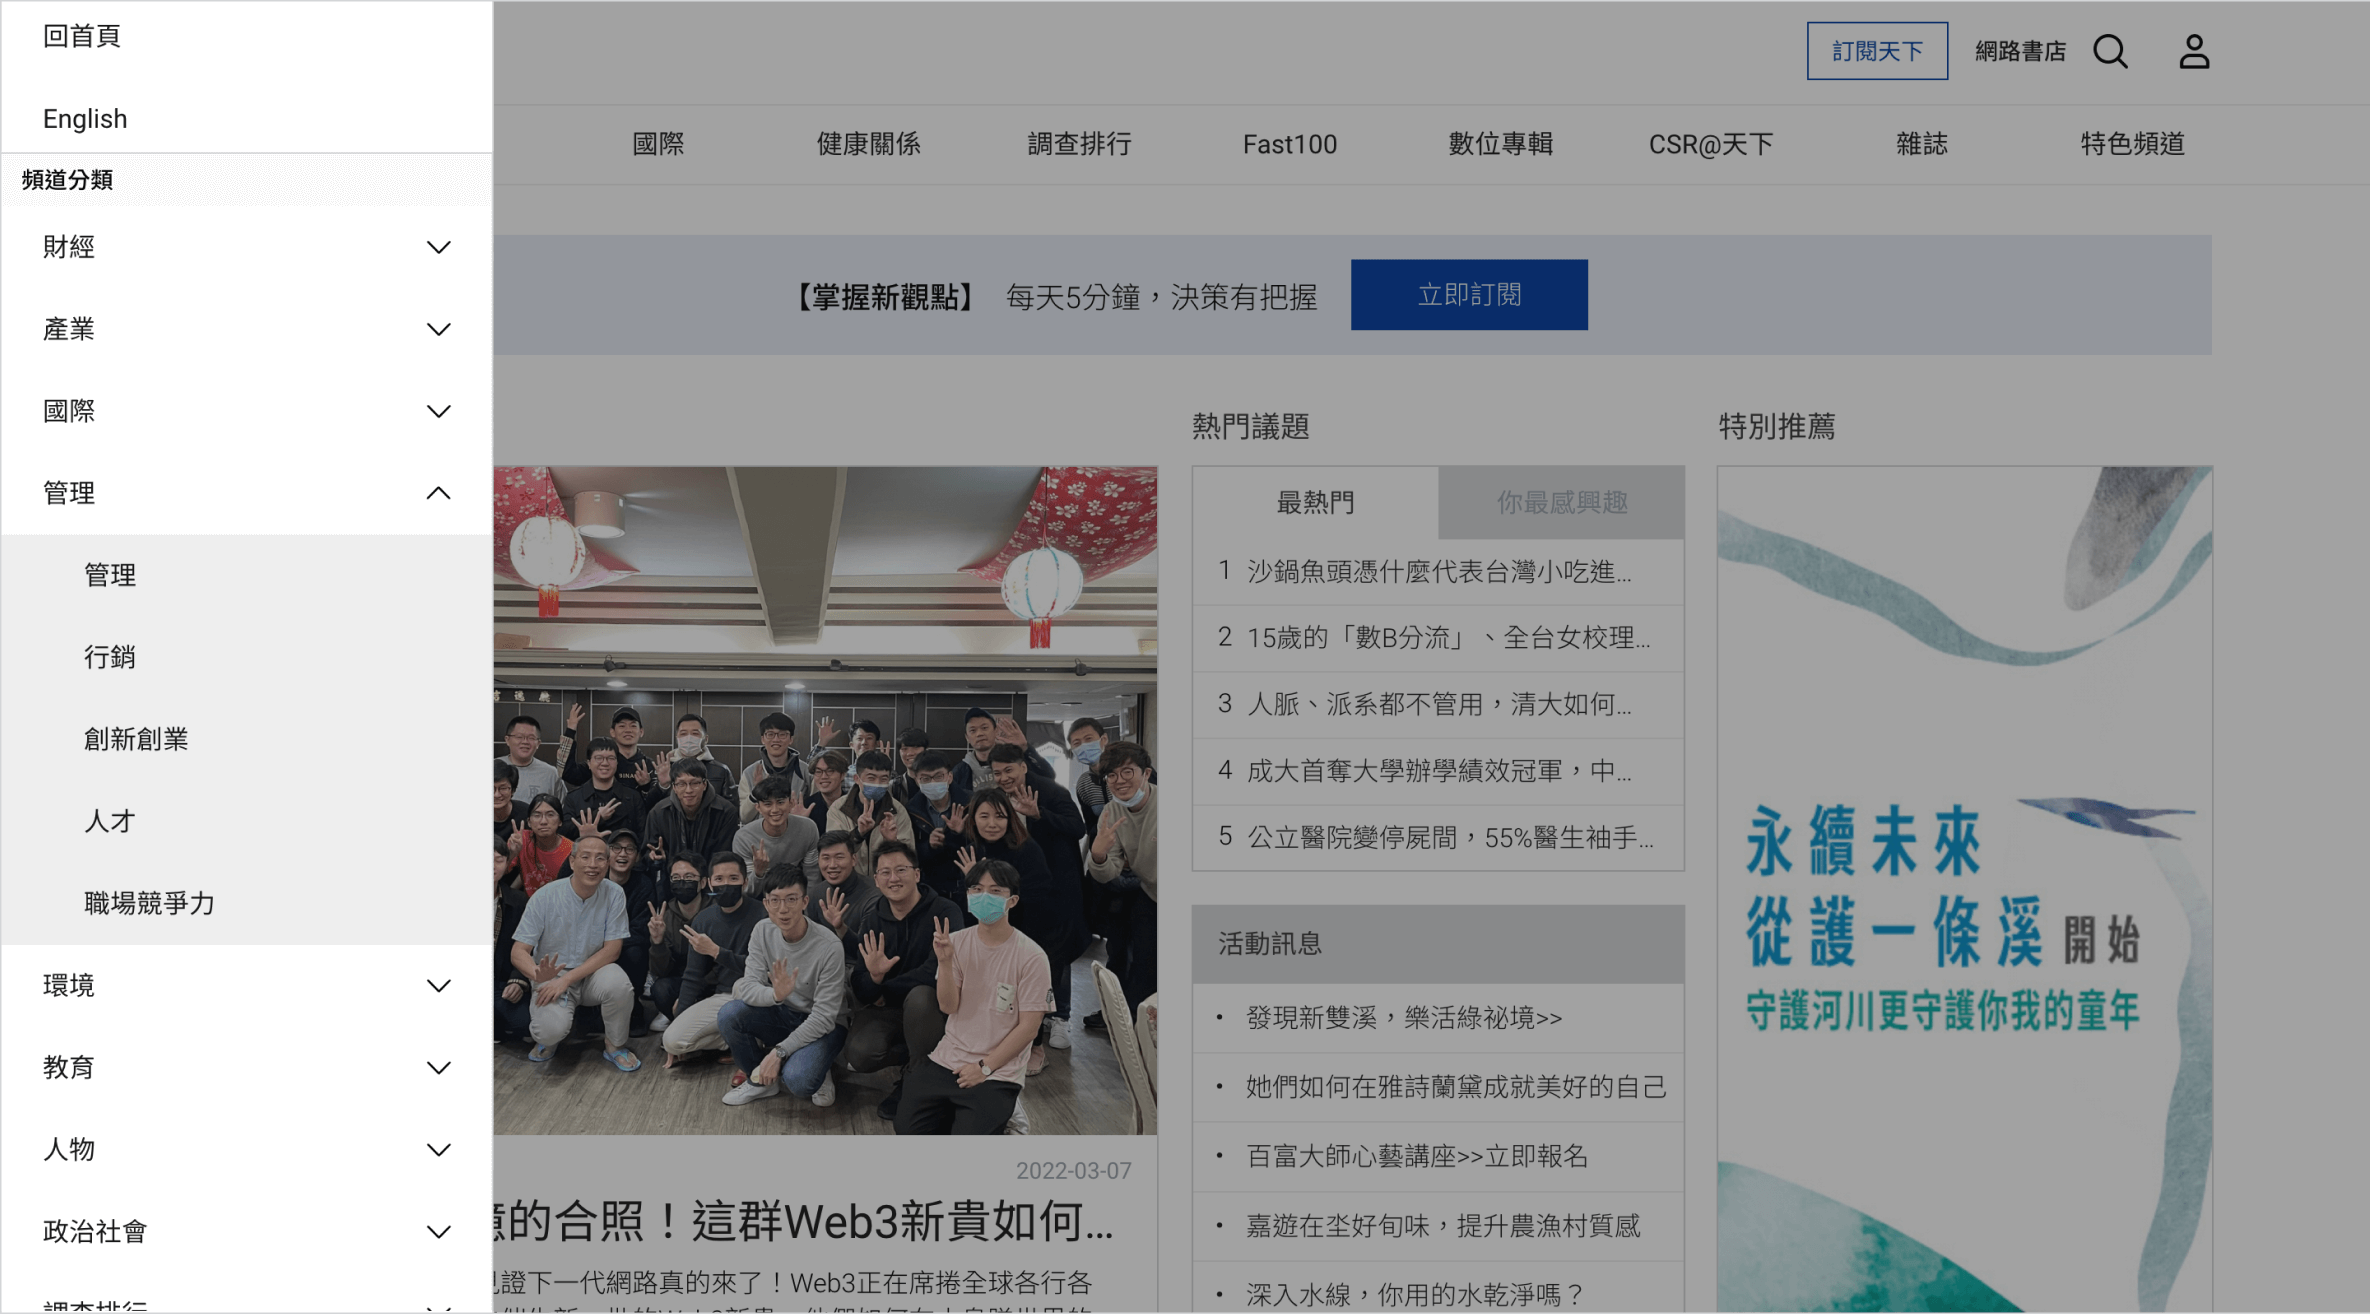 回首頁
English
頻道分類
財經
產業
國際
管理
管理
行銷
創新創業
人才
職場競爭力
環境
教育
人物
政治社會
調查排行
訂閱天下
網路書店
國際
健康關係
調查排行
Fast100
數位專輯
CSR@天下
雜誌
特色頻道
【掌握新觀點】 每天5分鐘，決策有把握
立即訂閱
2022-03-07
的合照！這群Web3新貴如何...
證下一代網路真的來了！Web3正在席捲全球各行各
熱門議題
最熱門
你最感興趣
1 沙鍋魚頭憑什麼代表台灣小吃進...
2 15歲的「數B分流」、全台女校理...
3 人脈、派系都不管用，清大如何...
4 成大首奪大學辦學績效冠軍，中...
5 公立醫院變停屍間，55%醫生袖手...
活動訊息
• 發現新雙溪，樂活綠祕境>>
• 她們如何在雅詩蘭黛成就美好的自己
• 百富大師心藝講座>>立即報名
• 嘉遊在坔好旬味，提升農漁村質感
• 深入水線，你用的水乾淨嗎？
特別推薦
永續未來
從護一條溪開始
守護河川更守護你我的童年